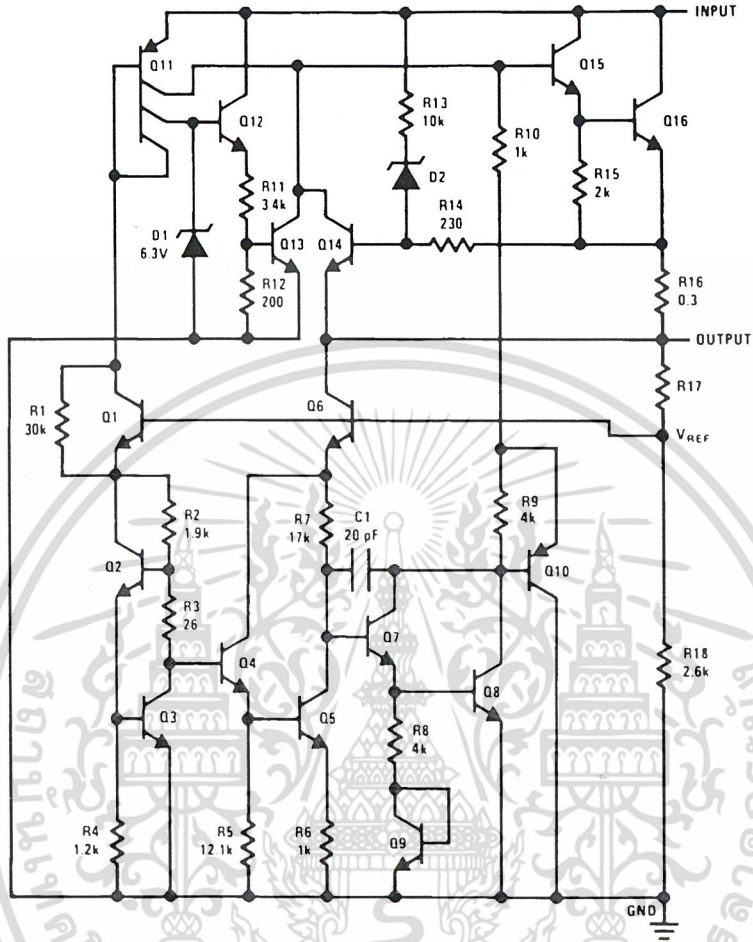 INPUT
Q11
Q15
Q12
R13
10k
R10
1k
Q16
R11
3.4k
D2
R15
2k
R14
230
D1
6.3V
Q13
Q14
R12
200
R16
0.3
OUTPUT
R1
30k
Q1
Q6
R17
VREF
R2
1.9k
R7
17k
C1
20 pF
R9
4k
Q2
Q10
R3
26
Q4
Q7
R18
2.6k
Q3
Q5
Q8
R8
4k
R4
1.2k
R5
12.1k
R6
1k
Q9
GND